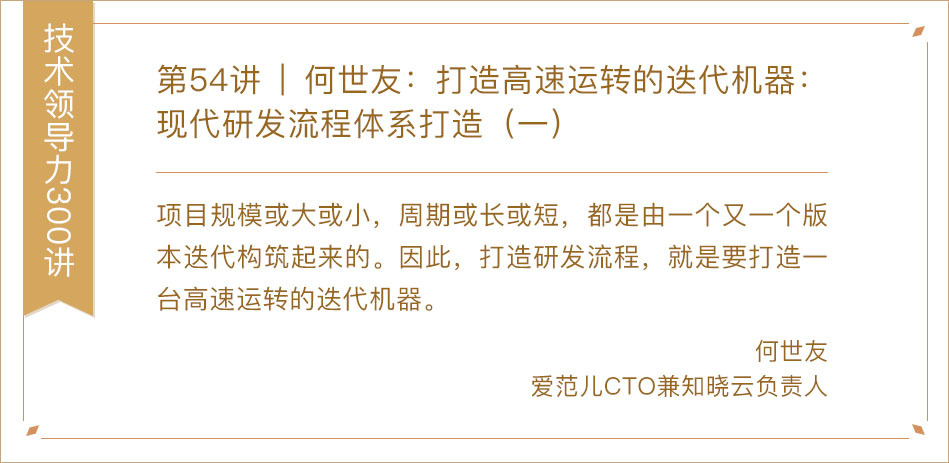 技术领导力300讲
第54讲 | 何世友：打造高速运转的迭代机器：
现代研发流程体系打造（一）
项目规模或大或小，周期或长或短，都是由一个又一个版
本迭代构筑起来的。因此，打造研发流程，就是要打造一
台高速运转的迭代机器。
何世友
爱范儿CTO兼知晓云负责人